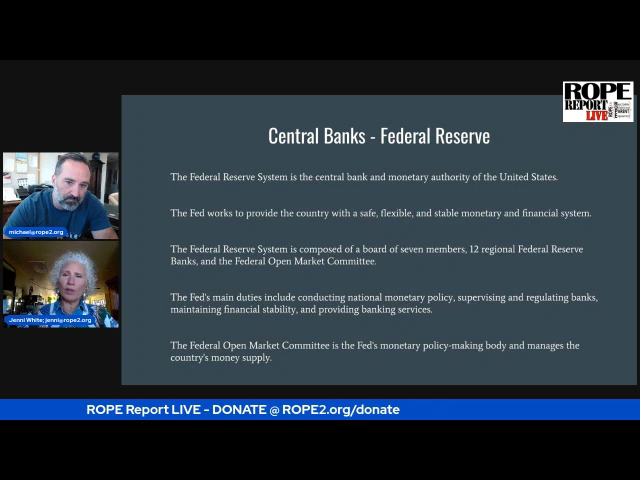 ROPE
REPORT
LIVE
Central Banks - Federal Reserve
The Federal Reserve System is the central bank and monetary authority of the United States.
The Fed works to provide the country with a safe, flexible, and stable monetary and financial system.
The Federal Reserve System is composed of a board of seven members, 12 regional Federal Reserve
Banks, and the Federal Open Market Committee.
The Fed's main duties include conducting national monetary policy, supervising and regulating banks,
maintaining financial stability, and providing banking services.
The Federal Open Market Committee is the Fed's monetary policy-making body and manages the
country's money supply.
michael@rope2.org
Jenni White; jenni@rope2.org
ROPE Report LIVE - DONATE @ ROPE2.org/donate